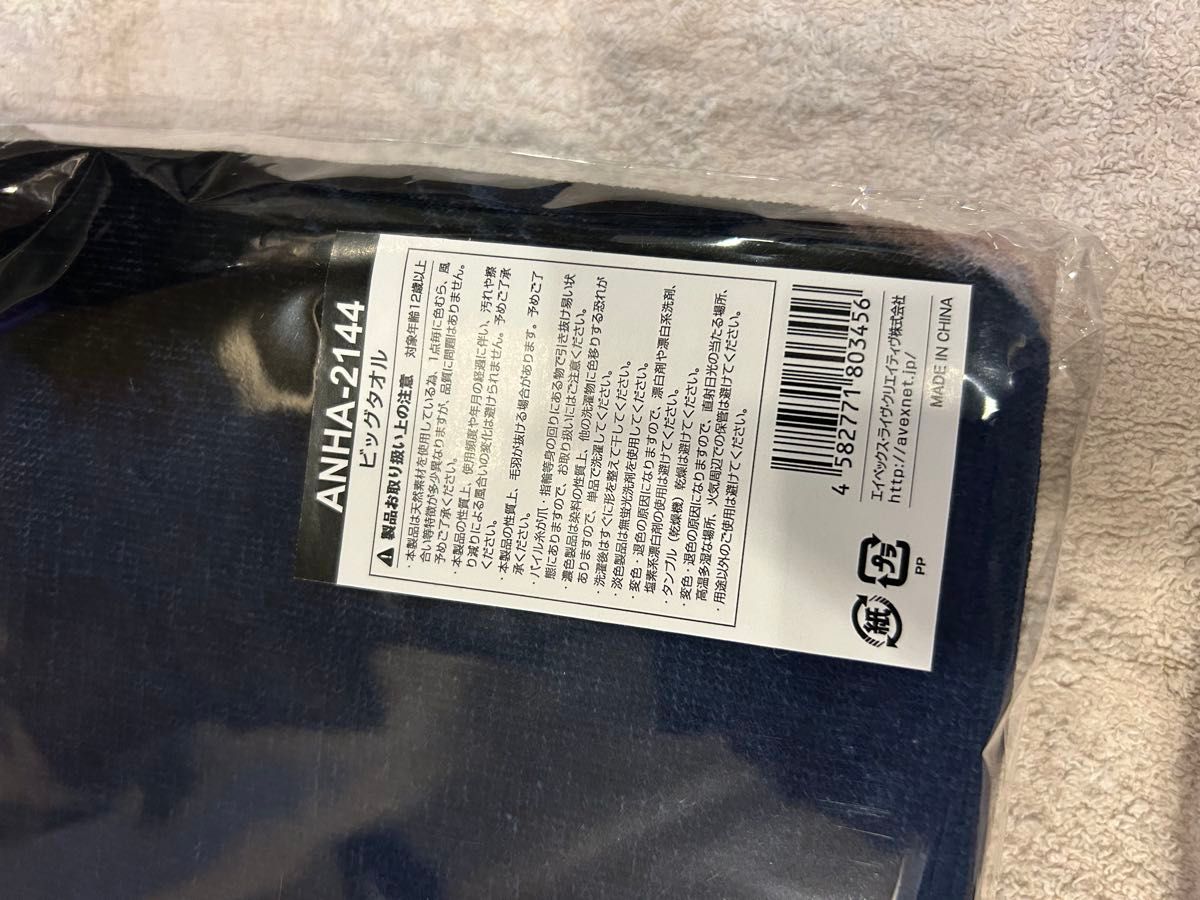 ANHA-2144
ビッグタオル
製品お取り扱い上の注意 対象年齢12歳以上
・本製品は天然素材を使用している為、1点毎に色むら、風
合い等特徴が多少異なりますが、品質に問題はありません。
予めご了承ください。
・本製品の性質上、使用頻度や年月の経過に伴い、汚れや擦
り減りによる風合いの変化は避けられません。予めご了承
ください。
・本製品の性質上、毛羽が抜ける場合があります。予めご了
承ください。
・パイル糸が爪・指輪等身の回りにある物で引き抜け易い状
態にありますので、お取り扱いにはご注意ください。
・濃色製品は染料の性質上、他の洗濯物に色移りする恐れが
ありますので、単品で洗濯してください。
・洗濯後はすぐに形を整えて干してください。
・淡色製品は無蛍光洗剤を使用してください。
・変色・退色の原因になりますので、漂白剤や漂白系洗剤、
塩素系漂白剤の使用は避けてください。
・タンブル（乾燥機）乾燥は避けてください。
・変色・退色の原因になりますので、直射日光の当たる場所、
高温多湿な場所、火気周辺での保管は避けてください。
・用途以外のご使用は避けてください。
4 582771 803456
エイベックス・ライヴ・クリエイティヴ株式会社
http://avexnet.jp/
MADE IN CHINA
紙
プラ
PP